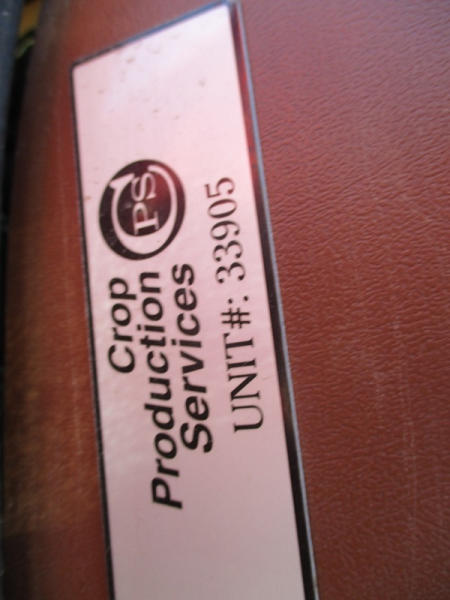 CPS
Crop
Production
Services
UNIT#: 33905